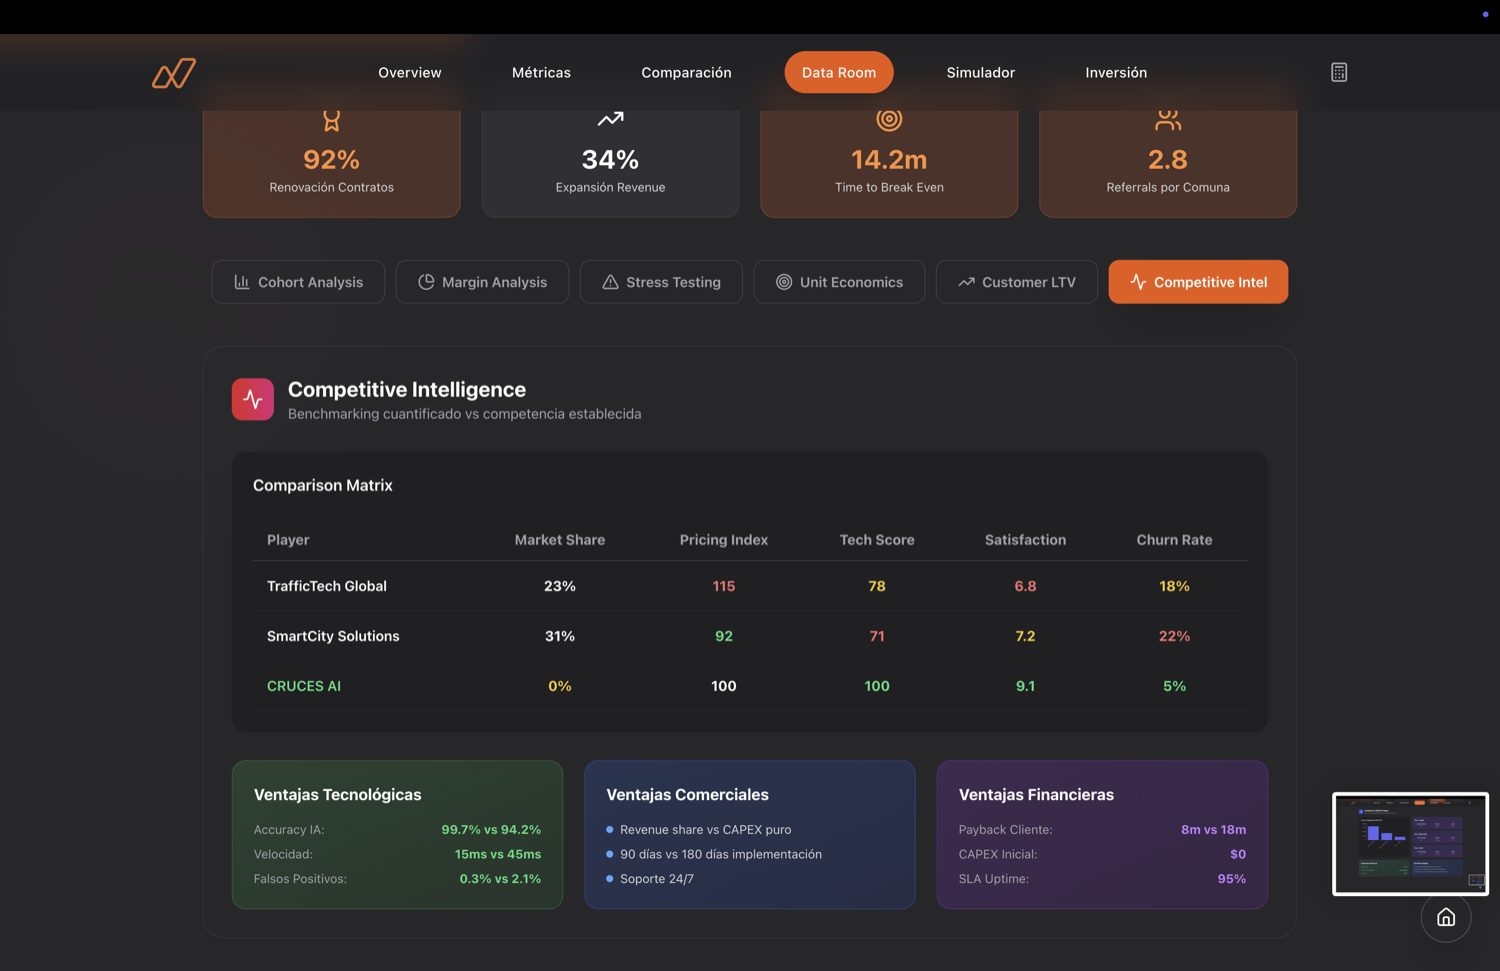 Overview Métricas Comparación Data Room Simulador Inversión
92% 34% 14.2m 2.8
Renovación Contratos Expansión Revenue Time to Break Even Referrals por Comuna
Cohort Analysis Margin Analysis Stress Testing Unit Economics Customer LTV Competitive Intel
Competitive Intelligence
Benchmarking cuantificado vs competencia establecida
Comparison Matrix
Player Market Share Pricing Index Tech Score Satisfaction Churn Rate
TrafficTech Global 23% 115 78 6.8 18%
SmartCity Solutions 31% 92 71 7.2 22%
CRUCES AI 0% 100 100 9.1 5%
Ventajas Tecnológicas
Accuracy IA: 99.7% vs 94.2%
Velocidad: 15ms vs 45ms
Falsos Positivos: 0.3% vs 2.1%
Ventajas Comerciales
Revenue share vs CAPEX puro
90 días vs 180 días implementación
Soporte 24/7
Ventajas Financieras
Payback Cliente: 8m vs 18m
CAPEX Inicial: $0
SLA Uptime: 95%